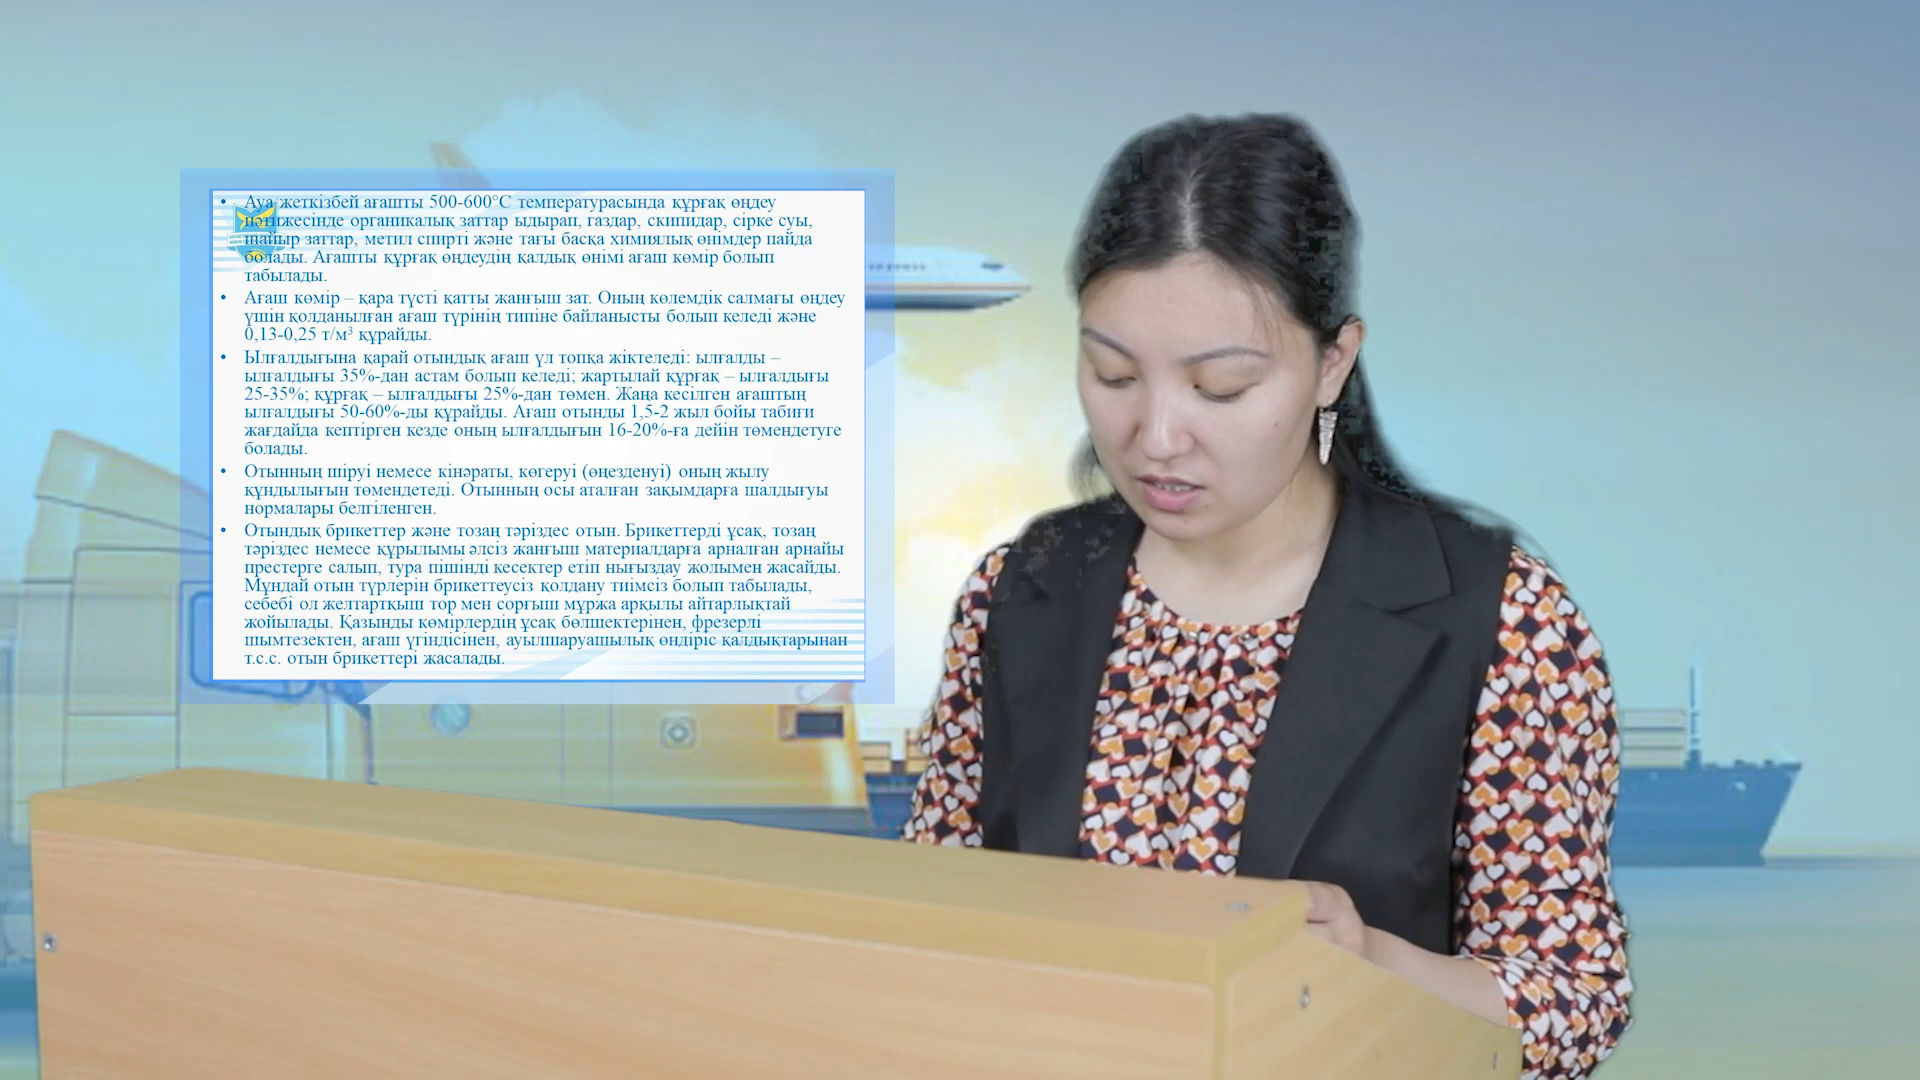 • Ауа жеткізбей ағашты 500-600°С температурасында құрғақ өңдеу
нәтижесінде органикалық заттар ыдырап, газдар, скипидар, сірке суы,
шайыр заттар, метил спирті және тағы басқа химиялық өнімдер пайда
болады. Ағашты құрғақ өңдеудің қалдық өнімі ағаш көмір болып
табылады.
• Ағаш көмір – қара түсті қатты жанғыш зат. Оның көлемдік салмағы өңдеу
үшін қолданылған ағаш түрінің типіне байланысты болып келеді және
0,13-0,25 т/м³ құрайды.
• Ылғалдығына қарай отындық ағаш үл топқа жіктеледі: ылғалды –
ылғалдығы 35%-дан астам болып келеді; жартылай құрғақ – ылғалдығы
25-35%; құрғақ – ылғалдығы 25%-дан төмен. Жаңа кесілген ағаштың
ылғалдығы 50-60%-ды құрайды. Ағаш отынды 1,5-2 жыл бойы табиғи
жағдайда кептірген кезде оның ылғалдығын 16-20%-ға дейін төмендетуге
болады.
• Отынның шіруі немесе кінәраты, көгеруі (өңезденуі) оның жылу
құндылығын төмендетеді. Отынның осы аталған зақымдарға шалдығуы
нормалары белгіленген.
• Отындық брикеттер және тозаң тәріздес отын. Брикеттерді ұсақ, тозаң
тәріздес немесе құрылымы әлсіз жанғыш материалдарға арналған арнайы
престерге салып, тура пішінді кесектер етіп нығыздау жолымен жасайды.
Мұндай отын түрлерін брикеттеусіз қолдану тиімсіз болып табылады,
себебі ол желтартқыш тор мен сорғыш мұржа арқылы айтарлықтай
жойылады. Қазынды көмірлердің ұсақ бөлшектерінен, фрезерлі
шымтезектен, ағаш үгіндісінен, ауылшаруашылық өндіріс қалдықтарынан
т.с.с. отын брикеттері жасалады.